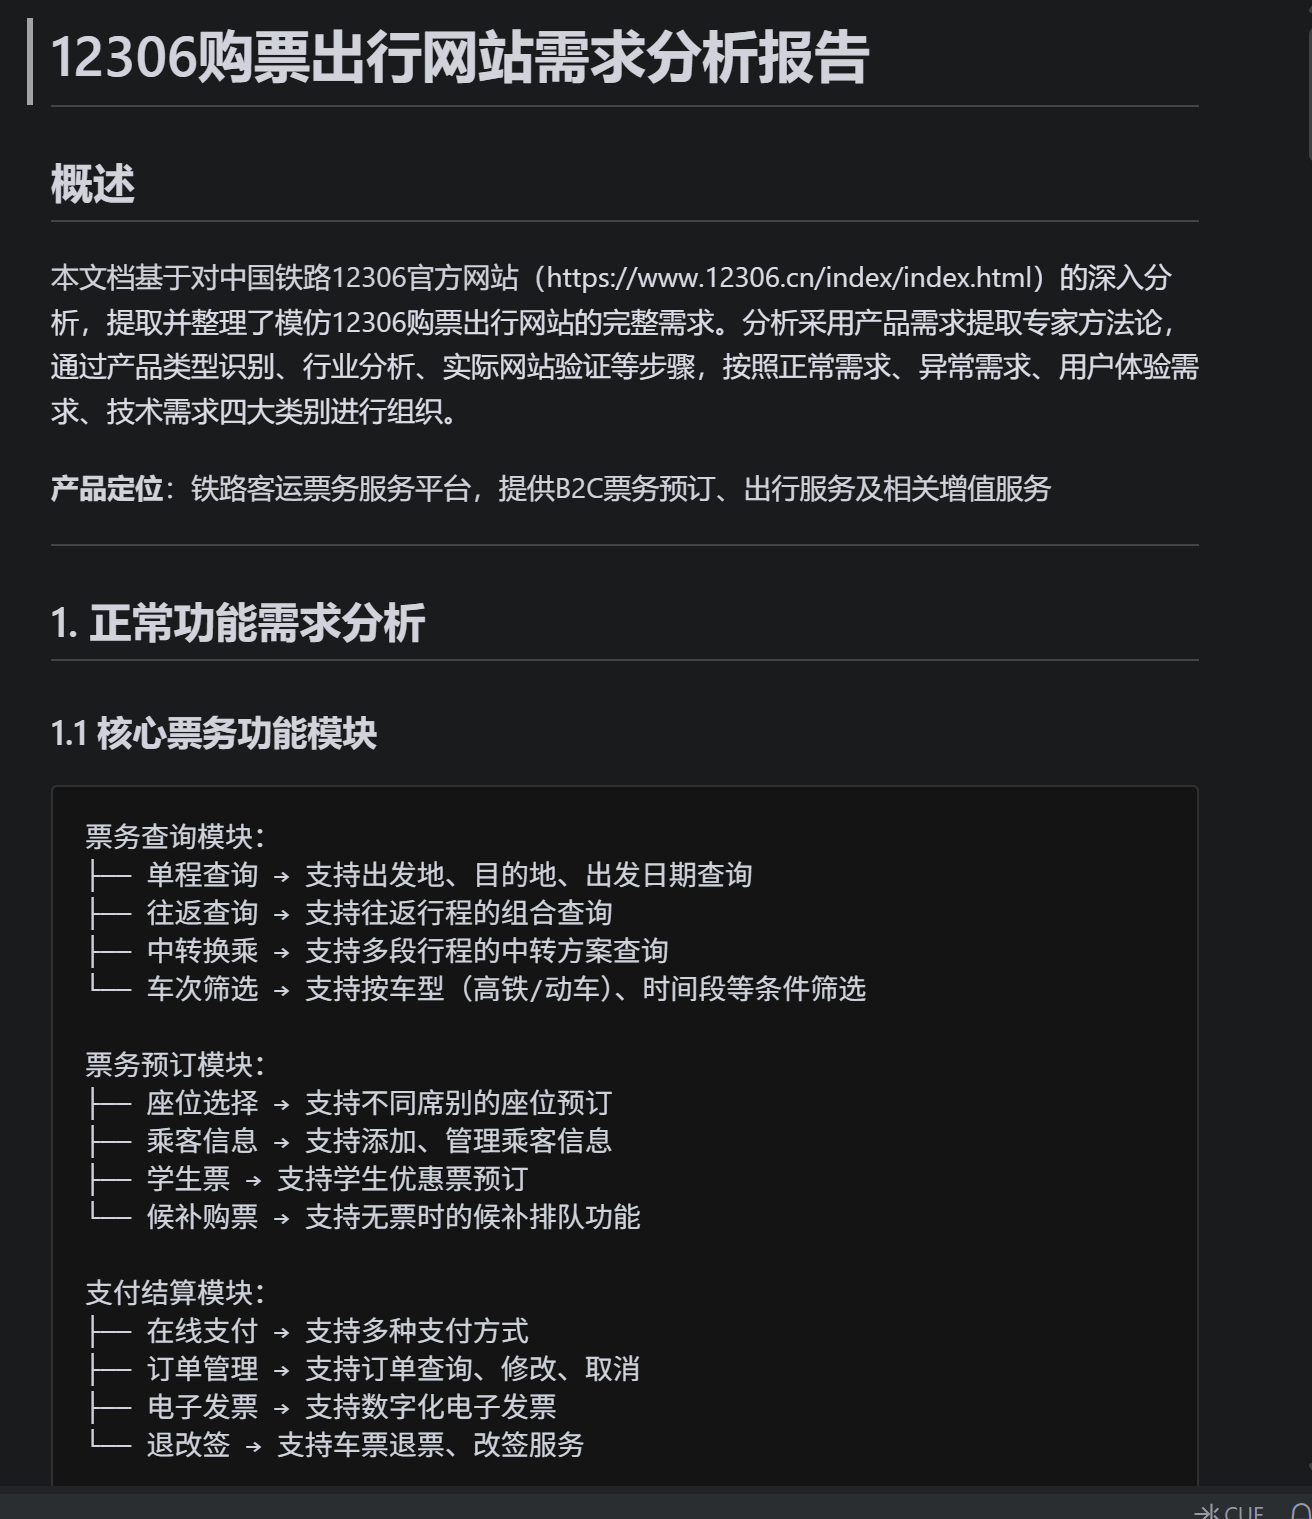 12306购票出行网站需求分析报告
概述
本文档基于对中国铁路12306官方网站（https://www.12306.cn/index/index.html）的深入分
析，提取并整理了模仿12306购票出行网站的完整需求。分析采用产品需求提取专家方法论，
通过产品类型识别、行业分析、实际网站验证等步骤，按照正常需求、异常需求、用户体验需
求、技术需求四大类别进行组织。
产品定位：铁路客运票务服务平台，提供B2C票务预订、出行服务及相关增值服务
1. 正常功能需求分析
1.1 核心票务功能模块
票务查询模块：
├── 单程查询 → 支持出发地、目的地、出发日期查询
├── 往返查询 → 支持往返行程的组合查询
├── 中转换乘 → 支持多段行程的中转方案查询
└── 车次筛选 → 支持按车型（高铁/动车）、时间段等条件筛选
票务预订模块：
├── 座位选择 → 支持不同席别的座位预订
├── 乘客信息 → 支持添加、管理乘客信息
├── 学生票 → 支持学生优惠票预订
└── 候补购票 → 支持无票时的候补排队功能
支付结算模块：
├── 在线支付 → 支持多种支付方式
├── 订单管理 → 支持订单查询、修改、取消
├── 电子发票 → 支持数字化电子发票
└── 退改签 → 支持车票退票、改签服务
CUE